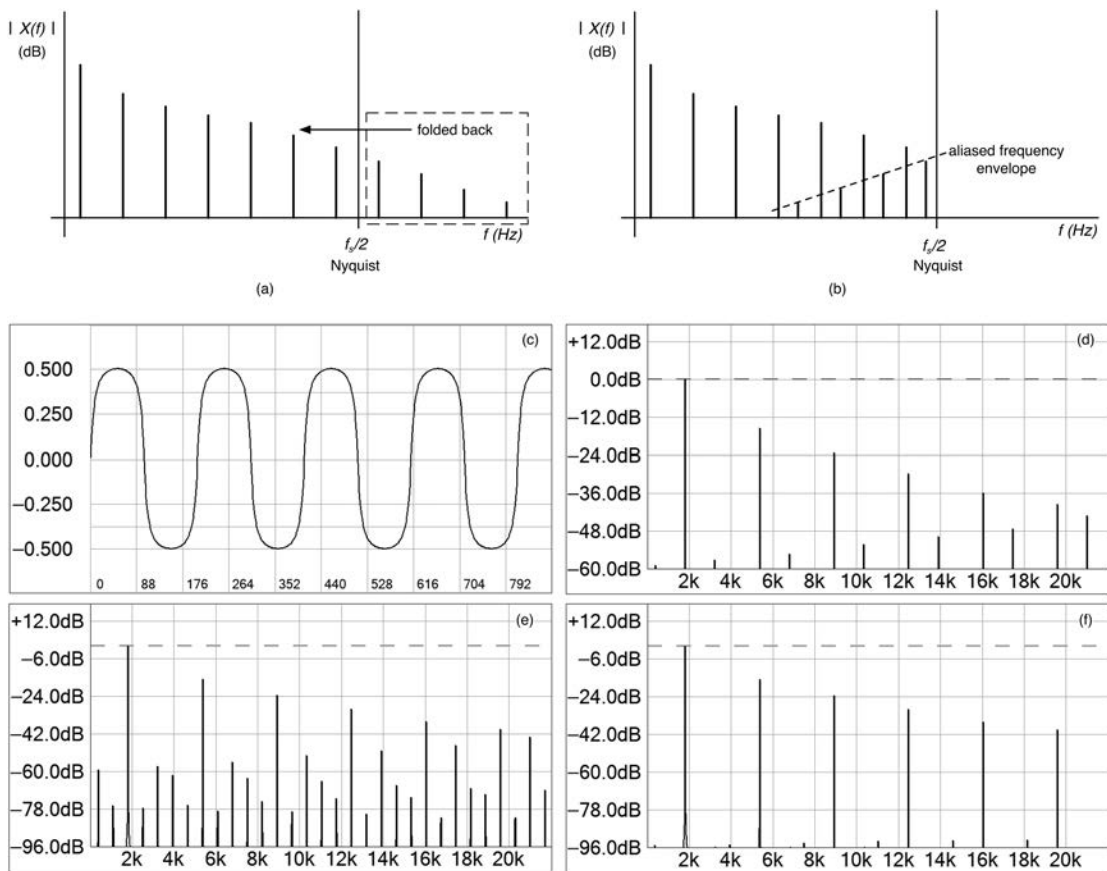 | X(f) |
(dB)
folded back
f (Hz)
fs/2
Nyquist
(a)
| X(f) |
(dB)
aliased frequency
envelope
f (Hz)
fs/2
Nyquist
(b)
(c)
0.500
0.250
0.000
−0.250
−0.500
0 88 176 264 352 440 528 616 704 792
(d)
+12.0dB
0.0dB
−12.0dB
−24.0dB
−36.0dB
−48.0dB
−60.0dB
2k 4k 6k 8k 10k 12k 14k 16k 18k 20k
(e)
+12.0dB
−6.0dB
−24.0dB
−42.0dB
−60.0dB
−78.0dB
−96.0dB
2k 4k 6k 8k 10k 12k 14k 16k 18k 20k
(f)
+12.0dB
−6.0dB
−24.0dB
−42.0dB
−60.0dB
−78.0dB
−96.0dB
2k 4k 6k 8k 10k 12k 14k 16k 18k 20k